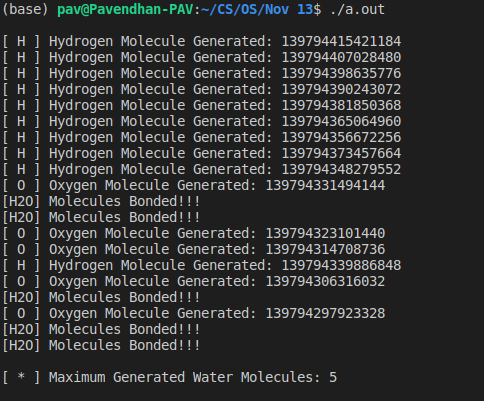 (base) pav@Pavendhan-PAV:~/CS/OS/Nov 13$ ./a.out
[ H ] Hydrogen Molecule Generated: 139794415421184
[ H ] Hydrogen Molecule Generated: 139794407028480
[ H ] Hydrogen Molecule Generated: 139794398635776
[ H ] Hydrogen Molecule Generated: 139794390243072
[ H ] Hydrogen Molecule Generated: 139794381850368
[ H ] Hydrogen Molecule Generated: 139794365064960
[ H ] Hydrogen Molecule Generated: 139794356672256
[ H ] Hydrogen Molecule Generated: 139794373457664
[ H ] Hydrogen Molecule Generated: 139794348279552
[ O ] Oxygen Molecule Generated: 139794331494144
[H2O] Molecules Bonded!!!
[H2O] Molecules Bonded!!!
[ O ] Oxygen Molecule Generated: 139794323101440
[ O ] Oxygen Molecule Generated: 139794314708736
[ H ] Hydrogen Molecule Generated: 139794339886848
[ O ] Oxygen Molecule Generated: 139794306316032
[H2O] Molecules Bonded!!!
[ O ] Oxygen Molecule Generated: 139794297923328
[H2O] Molecules Bonded!!!
[H2O] Molecules Bonded!!!
[ * ] Maximum Generated Water Molecules: 5